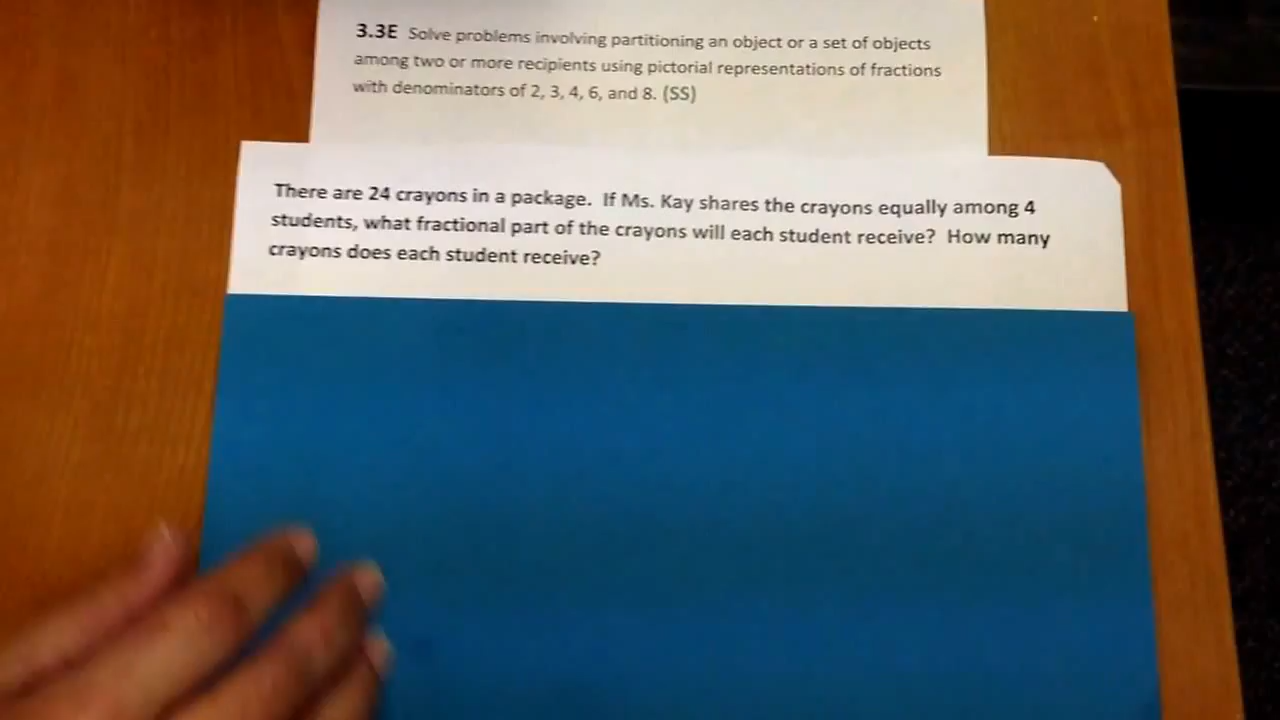 3.3E Solve problems involving partitioning an object or a set of objects
among two or more recipients using pictorial representations of fractions
with denominators of 2, 3, 4, 6, and 8. (SS)
There are 24 crayons in a package. If Ms. Kay shares the crayons equally among 4
students, what fractional part of the crayons will each student receive? How many
crayons does each student receive?